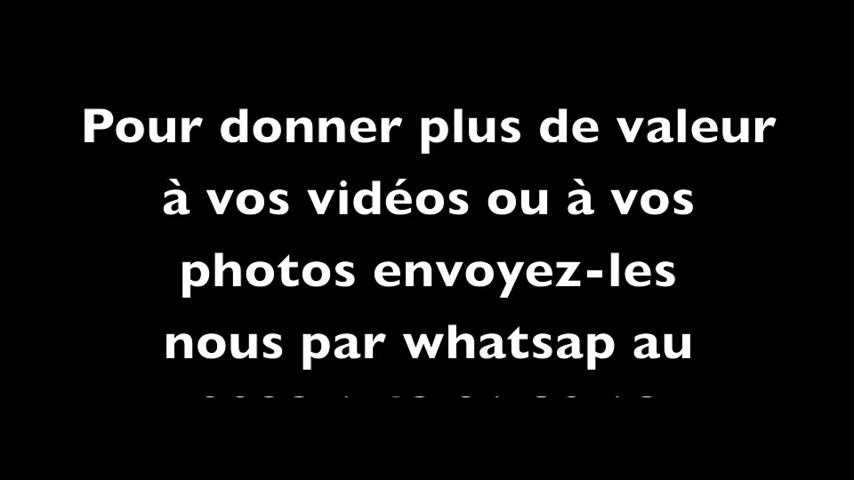 Pour donner plus de valeur
à vos vidéos ou à vos
photos envoyez-les
nous par whatsap au